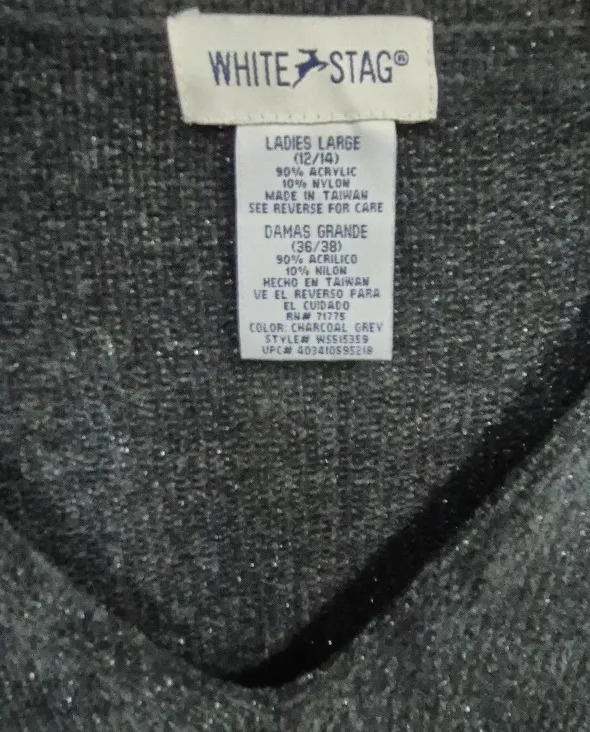 WHITE STAG®
LADIES LARGE
(12/14)
90% ACRYLIC
10% NYLON
MADE IN TAIWAN
SEE REVERSE FOR CARE
DAMAS GRANDE
(36/38)
90% ACRILICO
10% NILON
HECHO EN TAIWAN
VE EL REVERSO PARA
EL CUIDADO
RN# 71775
COLOR: CHARCOAL GREY
STYLE# WS515359
UPC# 403410595218